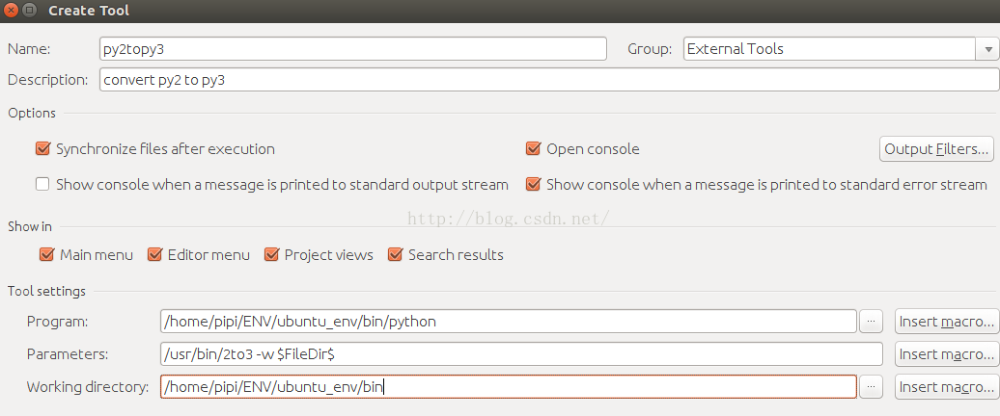 Create Tool
Name: py2topy3 Group: External Tools
Description: convert py2 to py3
Options
Synchronize files after execution Open console Output Filters...
Show console when a message is printed to standard output stream Show console when a message is printed to standard error stream
http://blog.csdn.net/
Show in
Main menu Editor menu Project views Search results
Tool settings
Program: /home/pipi/ENV/ubuntu_env/bin/python ... Insert macro...
Parameters: /usr/bin/2to3 -w $FileDir$ Insert macro...
Working directory: /home/pipi/ENV/ubuntu_env/bin ... Insert macro...